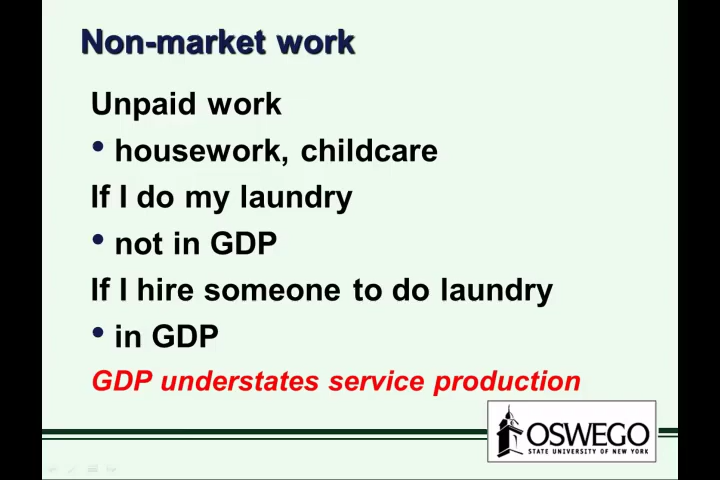 Non-market work
Unpaid work
• housework, childcare
If I do my laundry
• not in GDP
If I hire someone to do laundry
• in GDP
GDP understates service production
OSWEGO
STATE UNIVERSITY OF NEW YORK